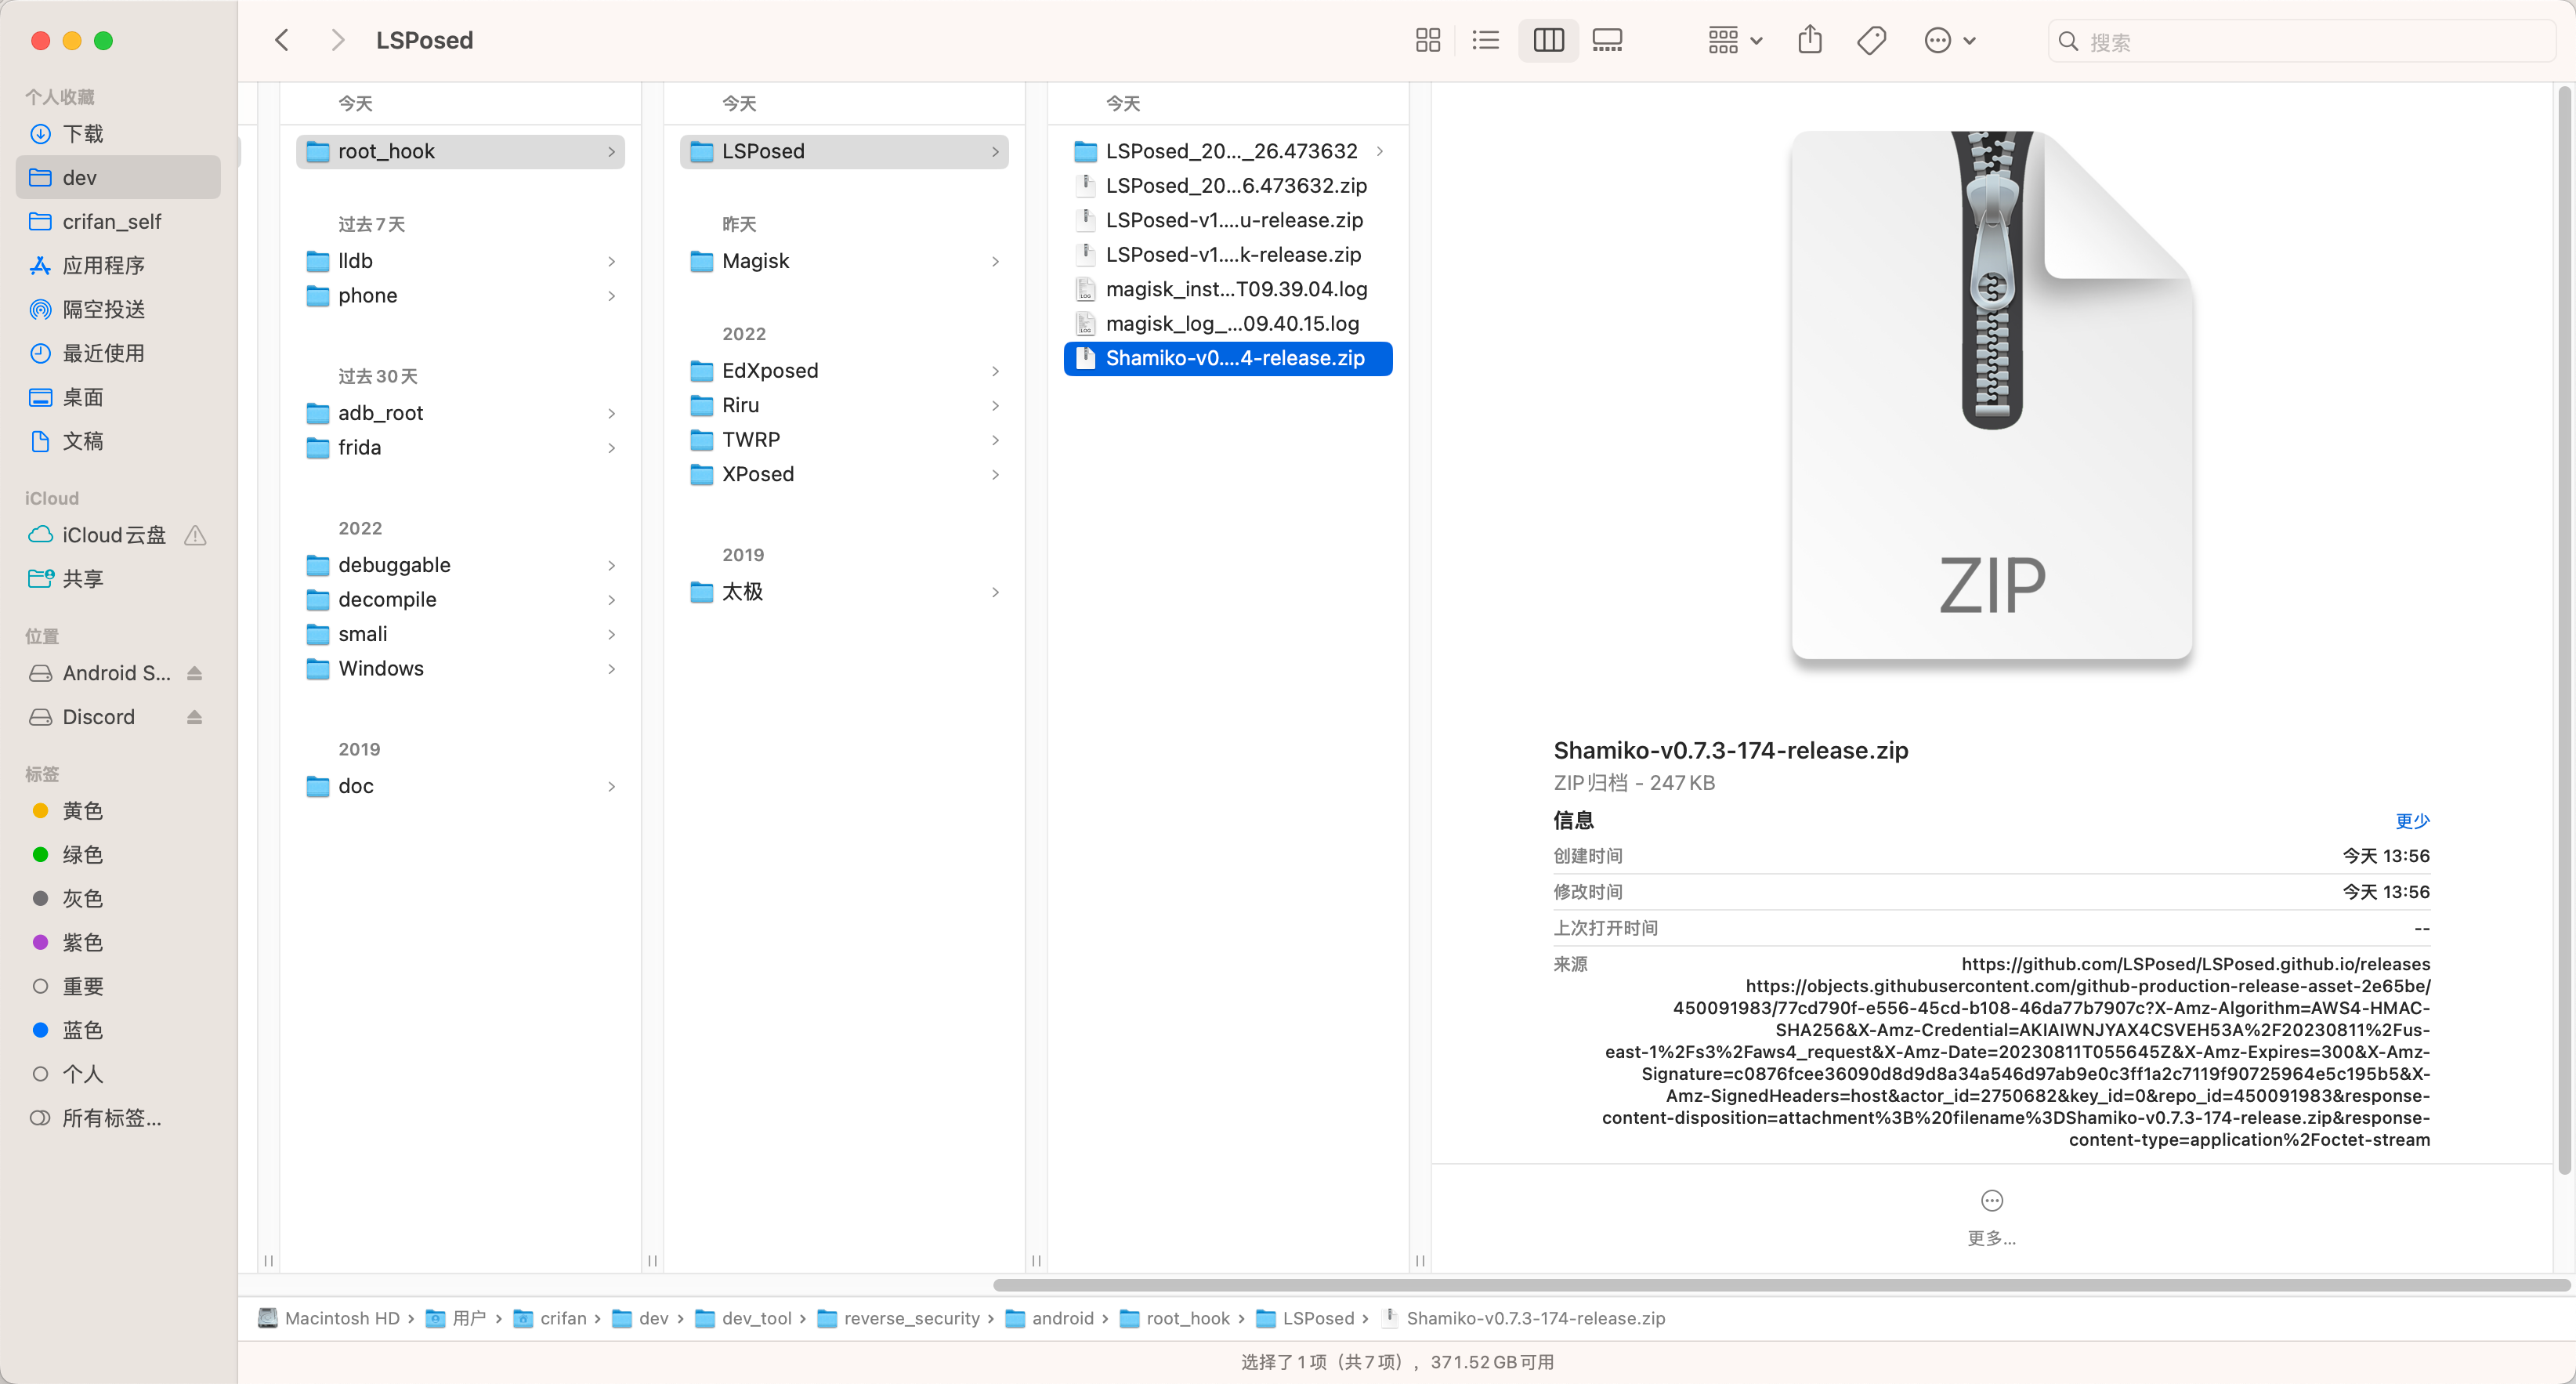 LSPosed
搜索
个人收藏
下载
dev
crifan_self
应用程序
隔空投送
最近使用
桌面
文稿
iCloud
iCloud云盘
共享
位置
Android S...
Discord
标签
黄色
绿色
灰色
紫色
重要
蓝色
个人
所有标签...
今天
root_hook
过去7天
lldb
phone
过去30天
adb_root
frida
2022
debuggable
decompile
smali
Windows
2019
doc
今天
LSPosed
昨天
Magisk
2022
EdXposed
Riru
TWRP
XPosed
2019
太极
今天
LSPosed_20..._26.473632
LSPosed_20...6.473632.zip
LSPosed-v1....u-release.zip
LSPosed-v1....k-release.zip
magisk_inst...T09.39.04.log
magisk_log_...09.40.15.log
Shamiko-v0....4-release.zip
ZIP
Shamiko-v0.7.3-174-release.zip
ZIP归档 - 247 KB
信息 更少
创建时间 今天 13:56
修改时间 今天 13:56
上次打开时间 --
来源 https://github.com/LSPosed/LSPosed.github.io/releases
https://objects.githubusercontent.com/github-production-release-asset-2e65be/
450091983/77cd790f-e556-45cd-b108-46da77b7907c?X-Amz-Algorithm=AWS4-HMAC-
SHA256&X-Amz-Credential=AKIAIWNJYAX4CSVEH53A%2F20230811%2Fus-
east-1%2Fs3%2Faws4_request&X-Amz-Date=20230811T055645Z&X-Amz-Expires=300&X-Amz-
Signature=c0876fcee36090d8d9d8a34a546d97ab9e0c3ff1a2c7119f90725964e5c195b5&X-
Amz-SignedHeaders=host&actor_id=2750682&key_id=0&repo_id=450091983&response-
content-disposition=attachment%3B%20filename%3DShamiko-v0.7.3-174-release.zip&response-
content-type=application%2Foctet-stream
更多...
Macintosh HD › 用户 › crifan › dev › dev_tool › reverse_security › android › root_hook › LSPosed › Shamiko-v0.7.3-174-release.zip
选择了1项（共7项），371.52 GB可用